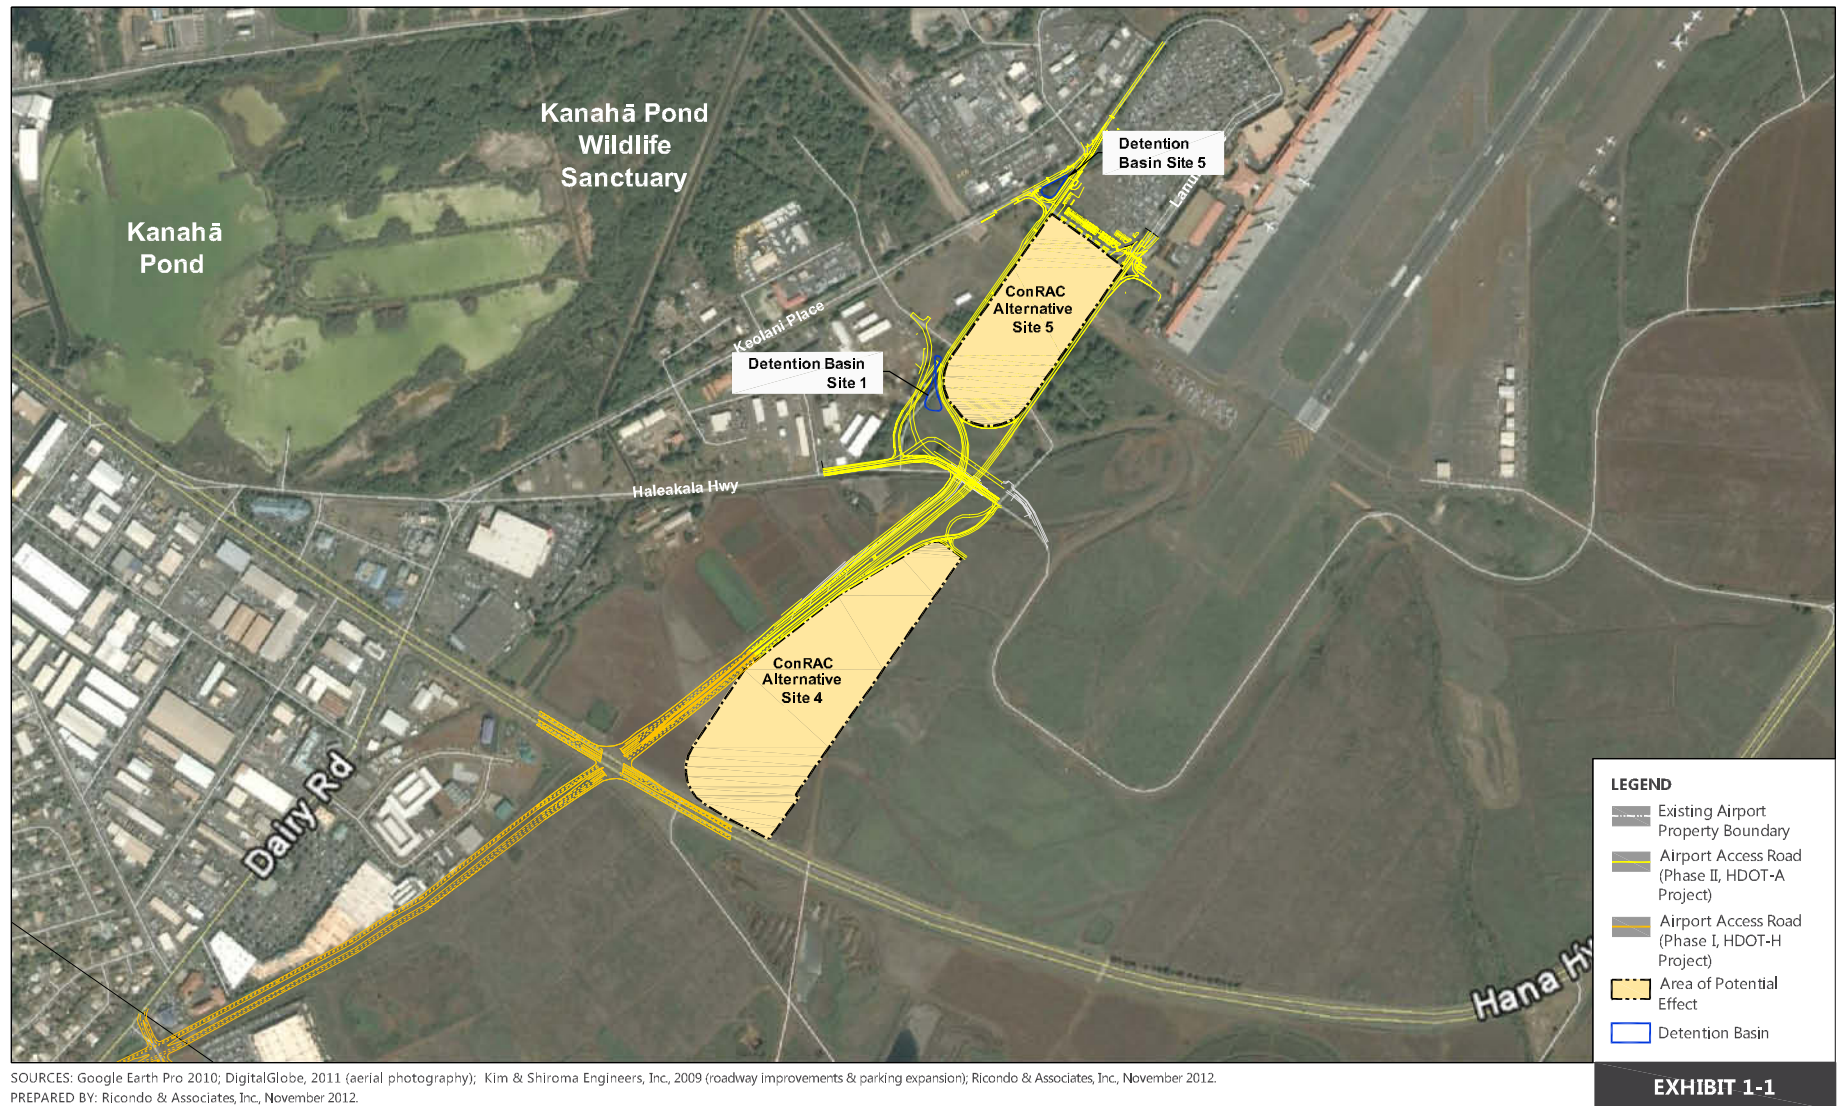 Kanahā Pond
Wildlife
Sanctuary
Kanahā
Pond
Detention
Basin Site 5
ConRAC
Alternative
Site 5
Keolani Place
Detention Basin
Site 1
Haleakala Hwy
ConRAC
Alternative
Site 4
Dairy Rd
Hana
LEGEND
Existing Airport
Property Boundary
Airport Access Road
(Phase II, HDOT-A
Project)
Airport Access Road
(Phase I, HDOT-H
Project)
Area of Potential
Effect
Detention Basin
SOURCES: Google Earth Pro 2010; DigitalGlobe, 2011 (aerial photography); Kim & Shiroma Engineers, Inc., 2009 (roadway improvements & parking expansion); Ricondo & Associates, Inc., November 2012.
PREPARED BY: Ricondo & Associates, Inc., November 2012.
EXHIBIT 1-1